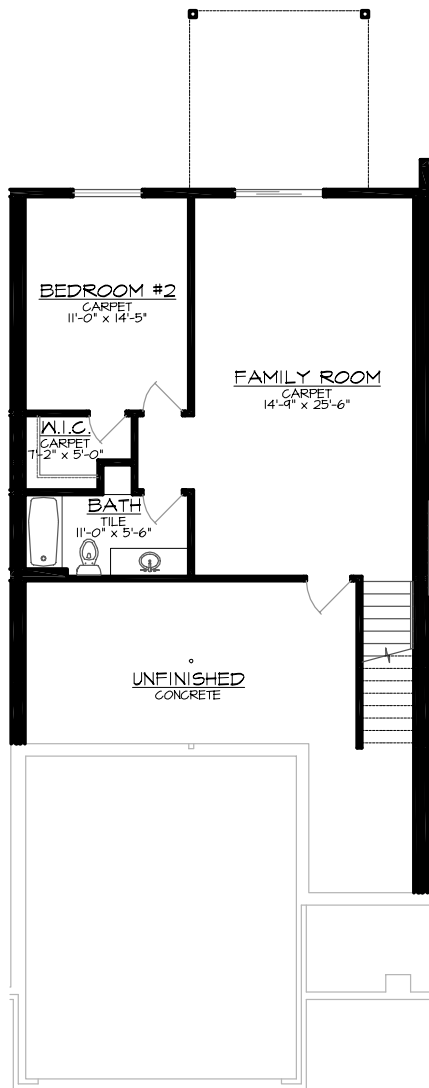 BEDROOM #2
CARPET
11'-0" x 14'-5"
FAMILY ROOM
CARPET
14'-9" x 25'-6"
W.I.C.
CARPET
7'-2" x 5'-0"
BATH
TILE
11'-0" x 5'-6"
UNFINISHED
CONCRETE